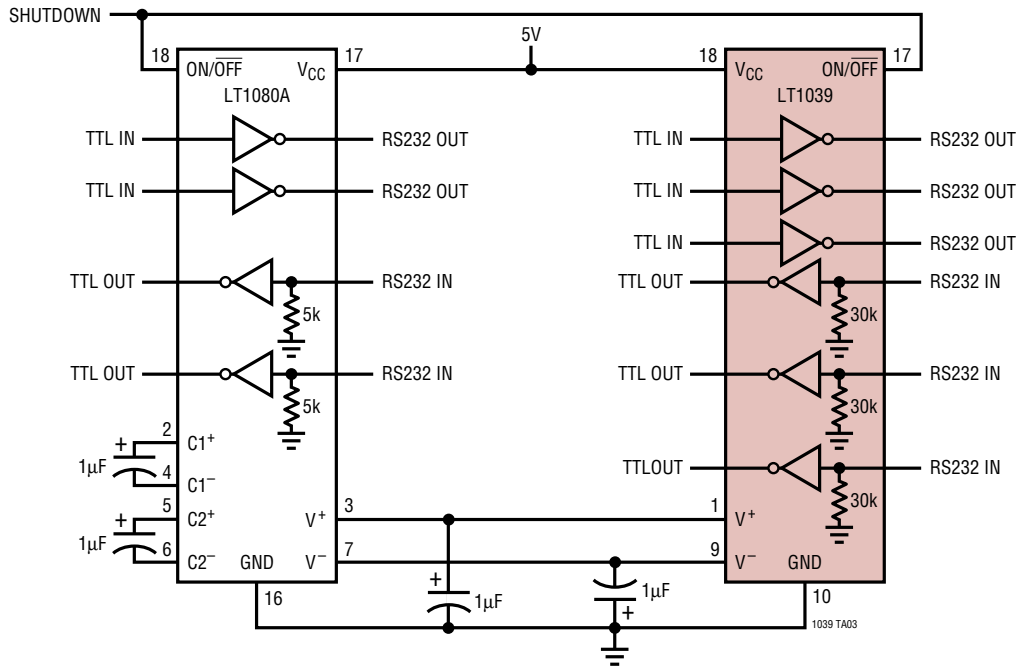 SHUTDOWN
5V
18 ON/OFF VCC 17
LT1080A
TTL IN RS232 OUT
TTL IN RS232 OUT
TTL OUT RS232 IN
5k
TTL OUT RS232 IN
5k
2 C1+
+
1µF
4 C1−
5 C2+
+
1µF
6 C2−
V+ 3
V− 7
GND
16
+
1µF
1µF
+
18 VCC ON/OFF 17
LT1039
TTL IN RS232 OUT
TTL IN RS232 OUT
TTL IN RS232 OUT
TTL OUT RS232 IN
30k
TTL OUT RS232 IN
30k
TTLOUT RS232 IN
30k
1 V+
9 V−
GND
10
1039 TA03